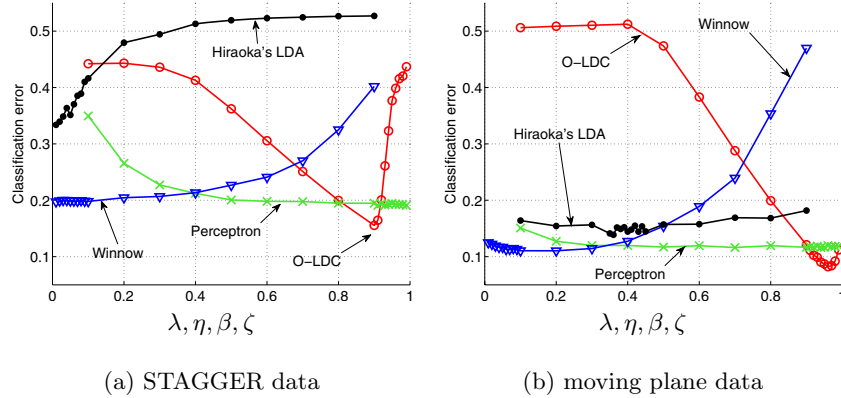 Classification error
0.5
0.4
0.3
0.2
0.1
0 0.2 0.4 0.6 0.8 1
Hiraoka's LDA
Winnow
Perceptron
O−LDC
λ, η, β, ζ
(a) STAGGER data
Classification error
0.5
0.4
0.3
0.2
0.1
0 0.2 0.4 0.6 0.8 1
Winnow
O−LDC
Hiraoka's LDA
Perceptron
λ, η, β, ζ
(b) moving plane data